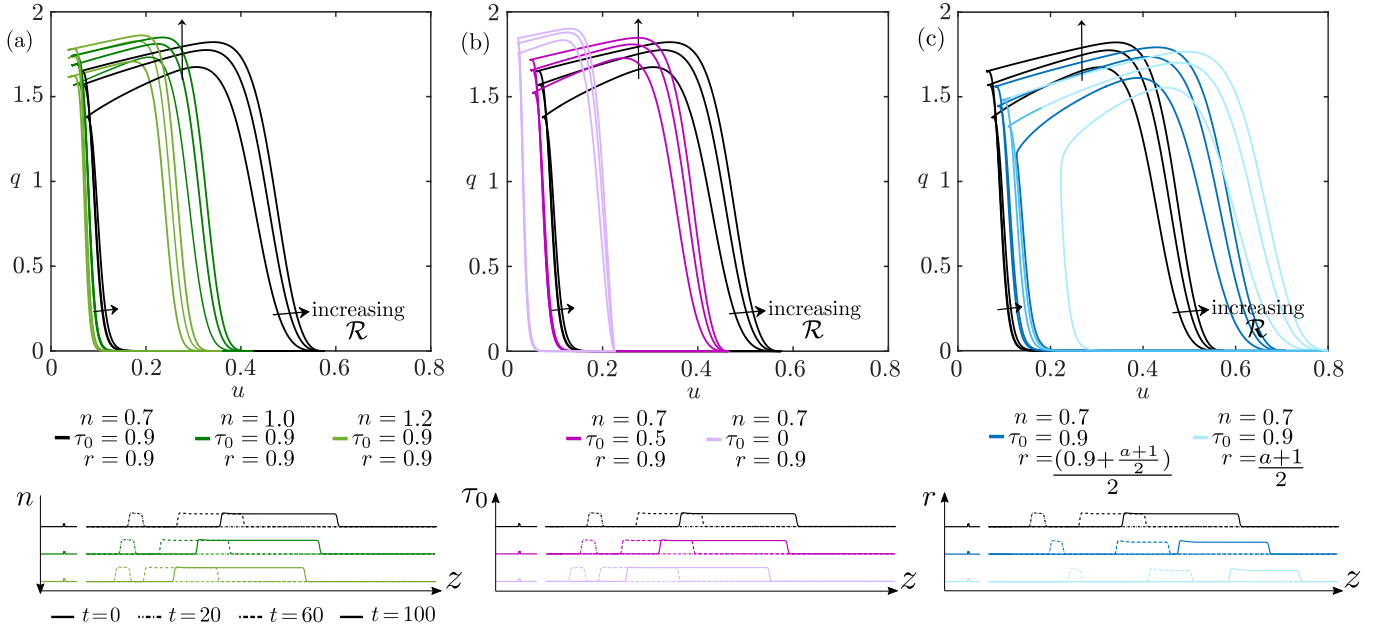 (a)
2
1.5
q
1
0.5
0
0
0.2
0.4
0.6
0.8
u
increasing
ℛ
n = 0.7
τ₀ = 0.9
r = 0.9
n = 1.0
τ₀ = 0.9
r = 0.9
n = 1.2
τ₀ = 0.9
r = 0.9
(b)
2
1.5
q
1
0.5
0
0
0.2
0.4
0.6
0.8
u
increasing
ℛ
n = 0.7
τ₀ = 0.5
r = 0.9
n = 0.7
τ₀ = 0
r = 0.9
(c)
2
1.5
q
1
0.5
0
0
0.2
0.4
0.6
0.8
u
increasing
ℛ
n = 0.7
τ₀ = 0.9
r = (0.9 + (a+1)/2)/2
n = 0.7
τ₀ = 0.9
r = (a+1)/2
n
z
t=0
t=20
t=60
t=100
τ₀
z
r
z